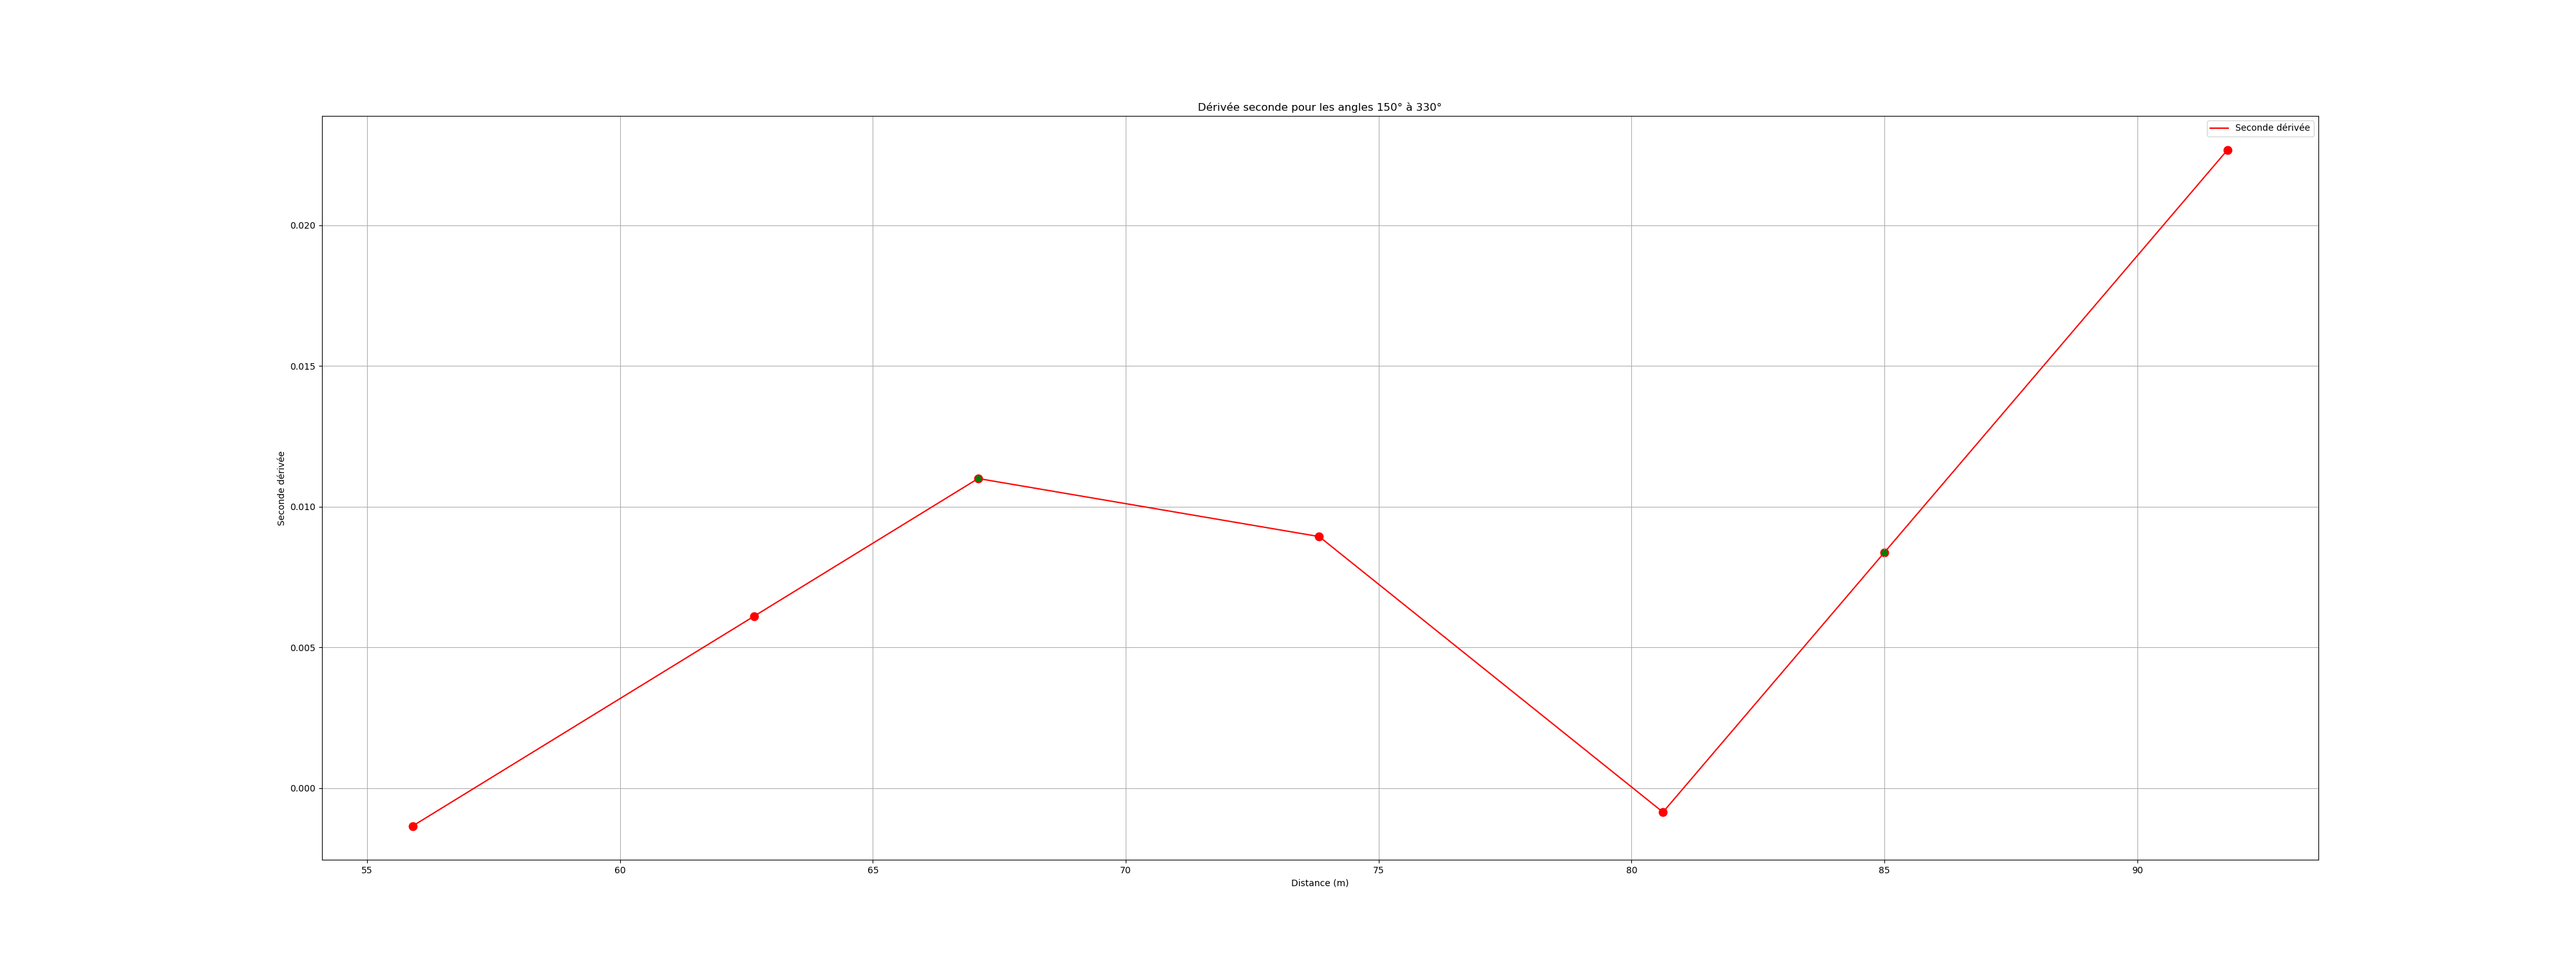 Dérivée seconde pour les angles 150° à 330°
Seconde dérivée
Seconde dérivée
0.020
0.015
0.010
0.005
0.000
55 60 65 70 75 80 85 90
Distance (m)